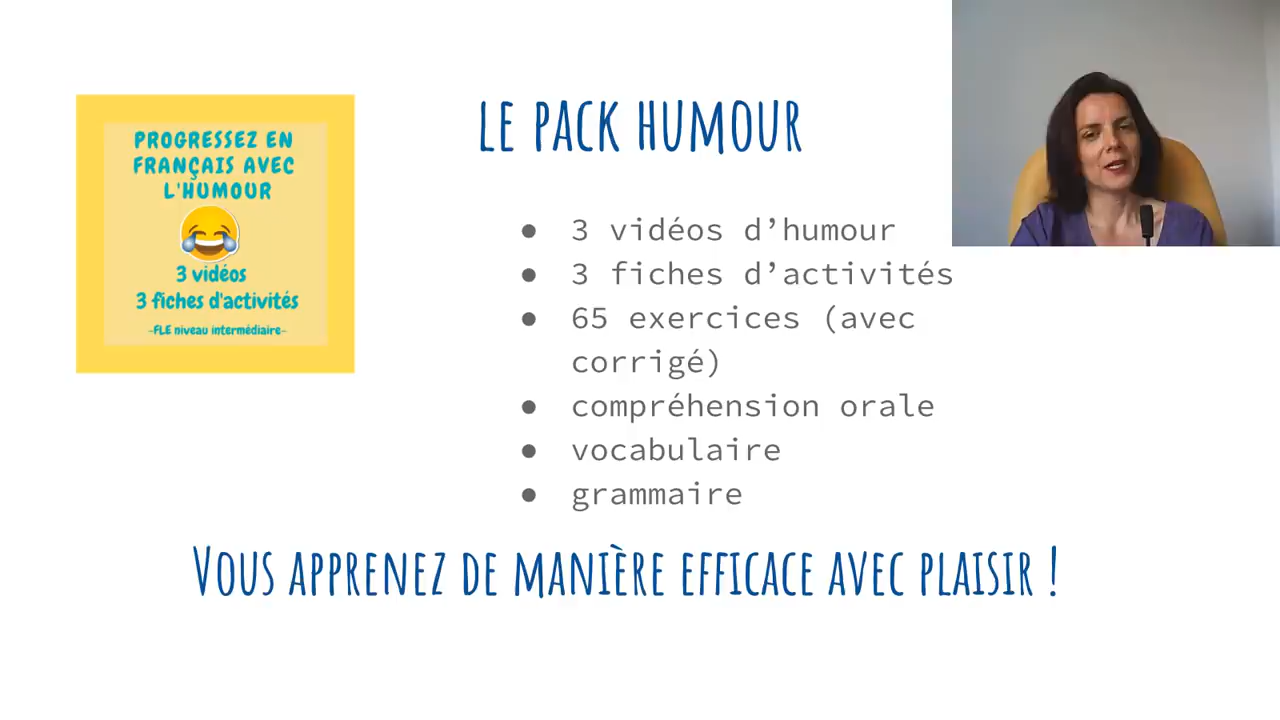 PROGRESSEZ EN
FRANÇAIS AVEC
L'HUMOUR
3 vidéos
3 fiches d'activités
-FLE niveau intermédiaire-
LE PACK HUMOUR
● 3 vidéos d’humour
● 3 fiches d’activités
● 65 exercices (avec
corrigé)
● compréhension orale
● vocabulaire
● grammaire
VOUS APPRENEZ DE MANIÈRE EFFICACE AVEC PLAISIR !